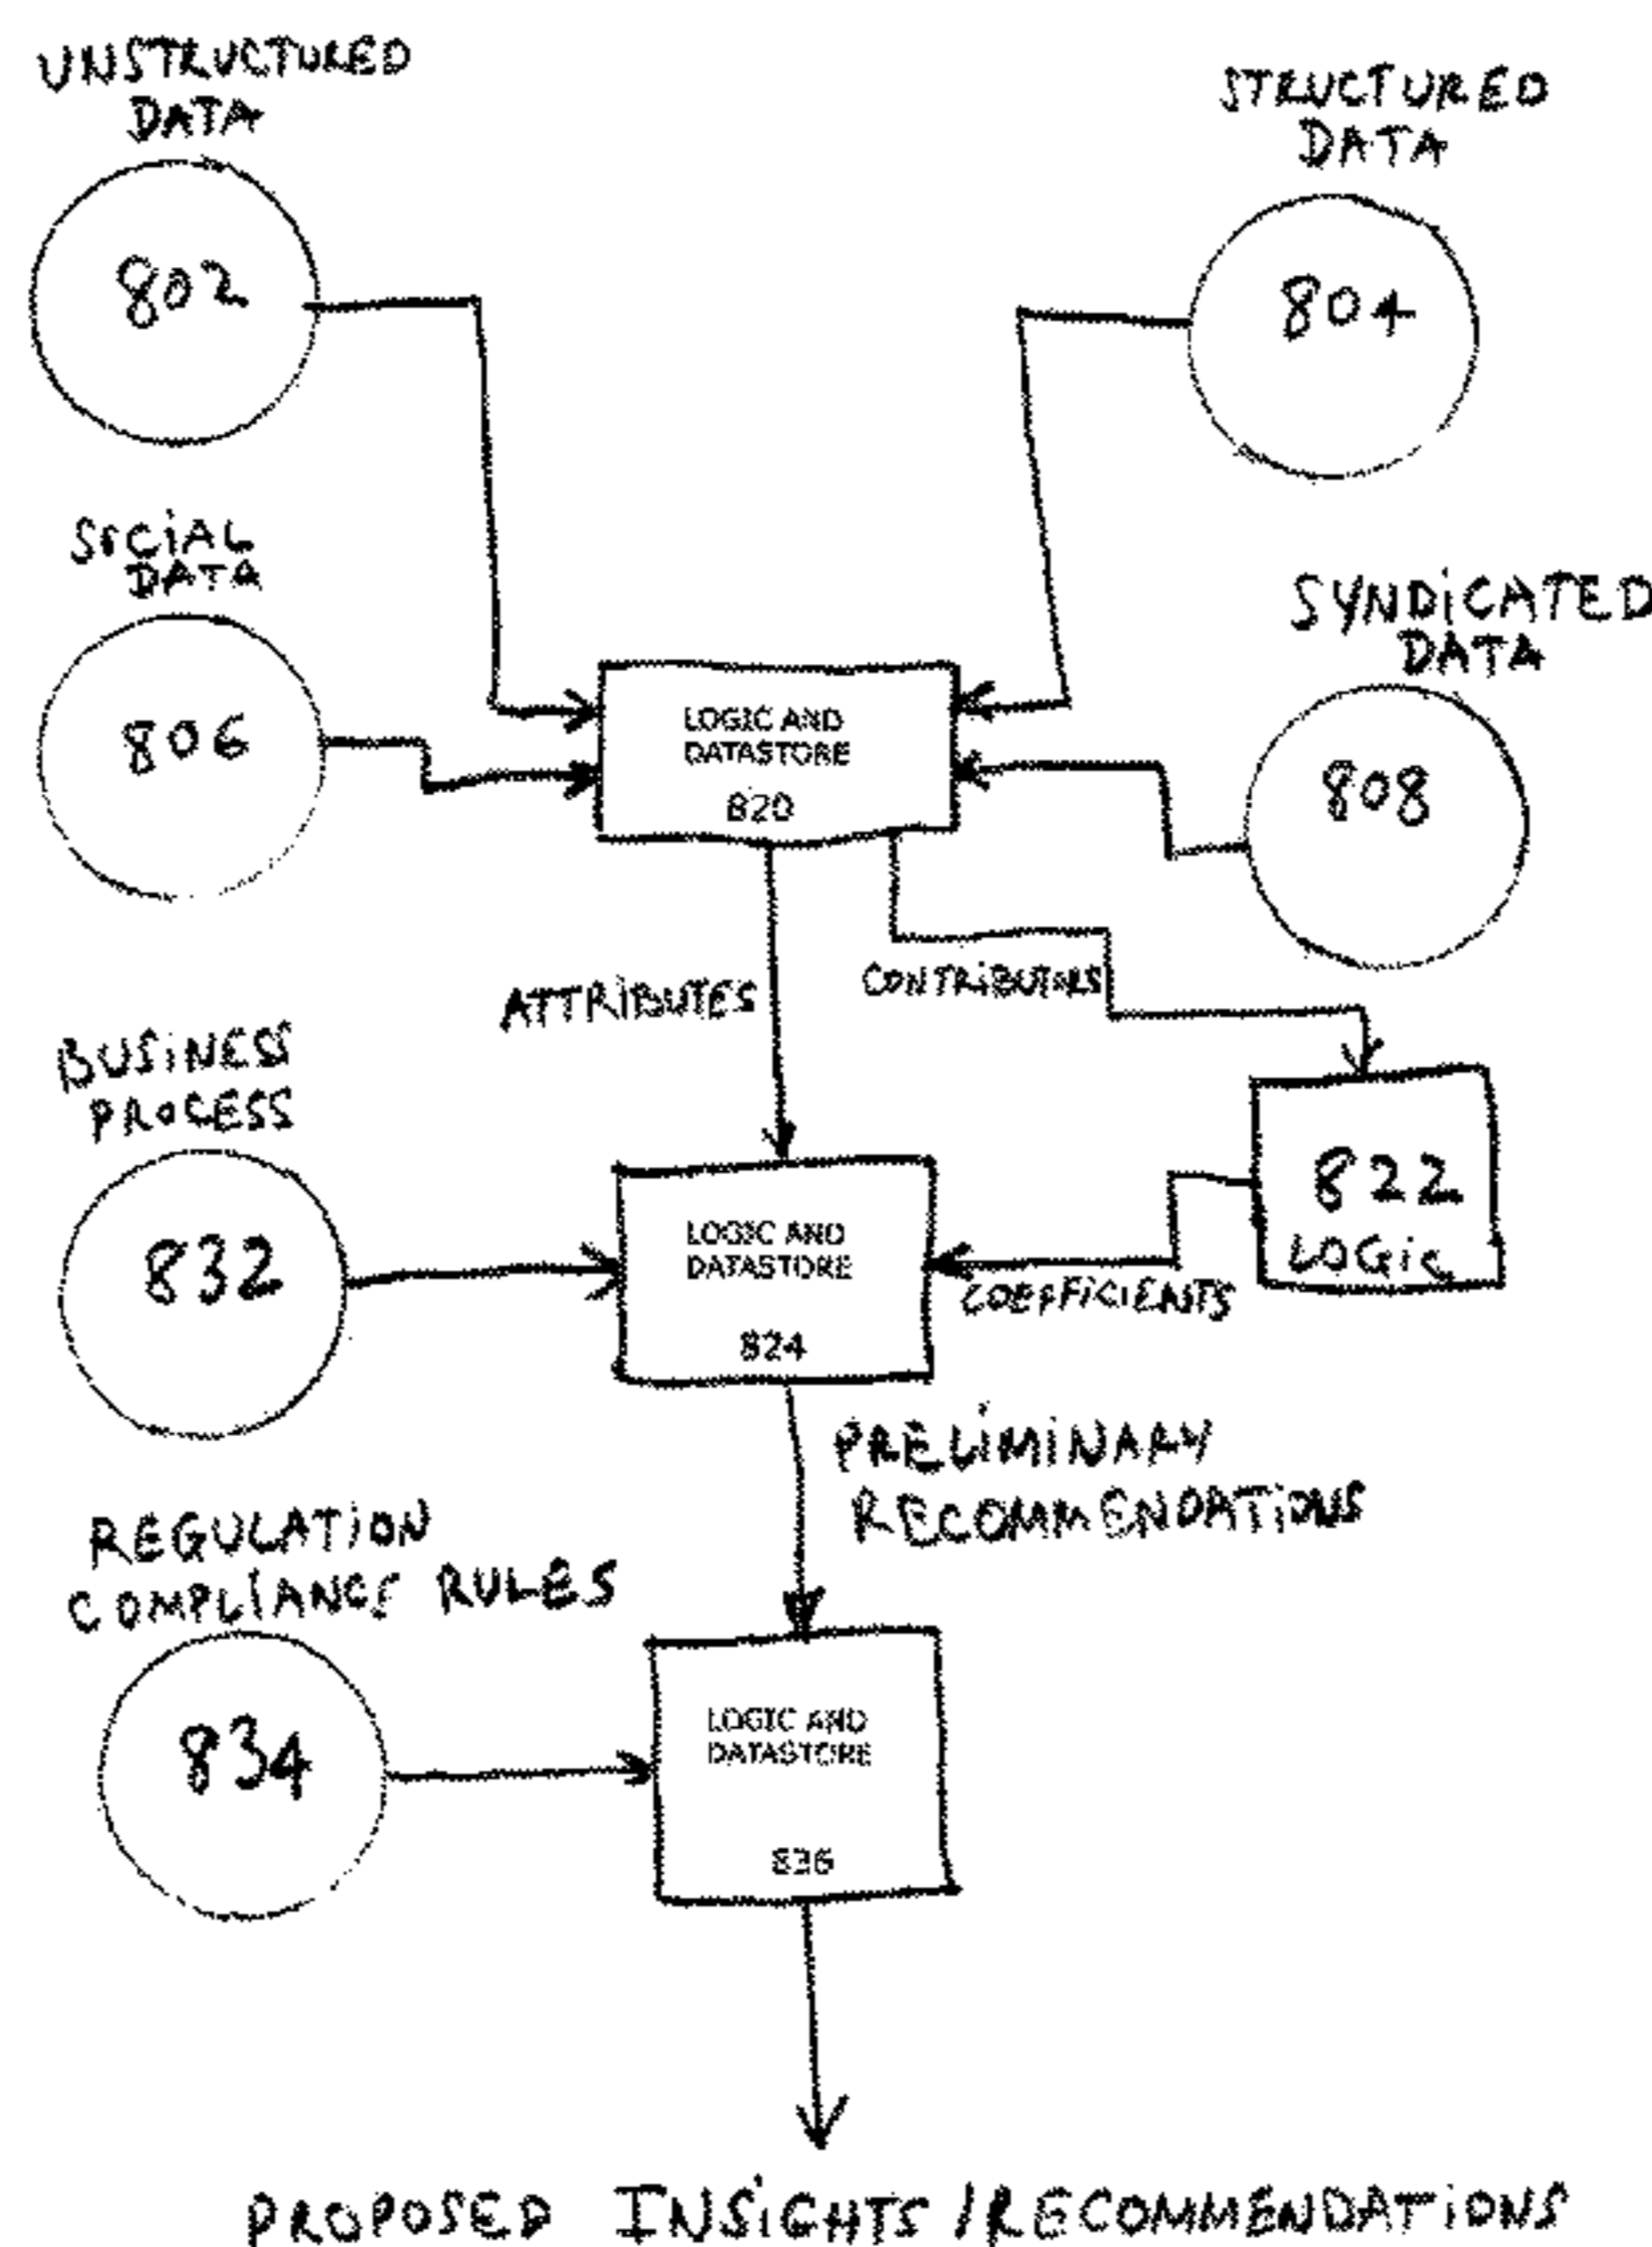 UNSTRUCTURED
DATA
802
STRUCTURED
DATA
804
SOCIAL
DATA
806
SYNDICATED
DATA
808
LOGIC AND
DATASTORE
820
ATTRIBUTES
CONTRIBUTORS
822
LOGIC
BUSINESS
PROCESS
832
LOGIC AND
DATASTORE
824
COEFFICIENTS
PRELIMINARY
RECOMMENDATIONS
REGULATION
COMPLIANCE RULES
834
LOGIC AND
DATASTORE
836
PROPOSED INSIGHTS / RECOMMENDATIONS